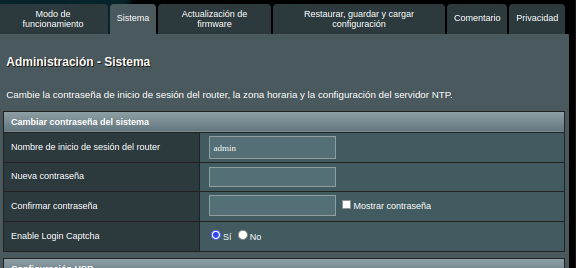 Modo de
funcionamiento
Sistema
Actualización de
firmware
Restaurar, guardar y cargar
configuración
Comentario
Privacidad
Administración - Sistema
Cambie la contraseña de inicio de sesión del router, la zona horaria y la configuración del servidor NTP.
Cambiar contraseña del sistema
Nombre de inicio de sesión del router
admin
Nueva contraseña
Confirmar contraseña
Mostrar contraseña
Enable Login Captcha
Sí No